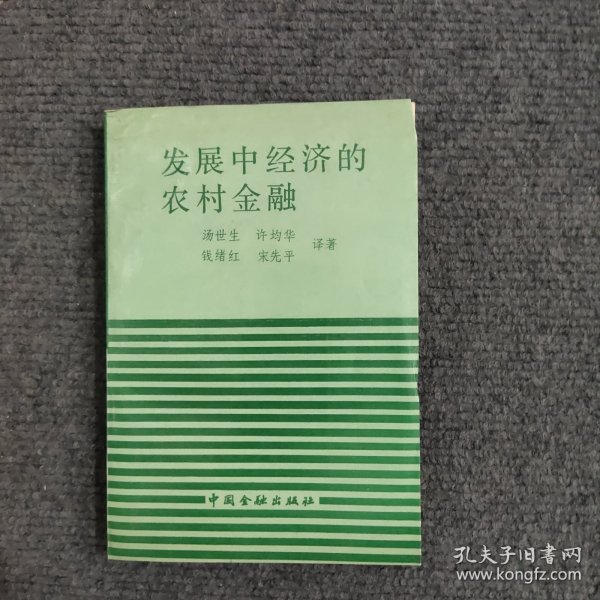 发展中经济的
农村金融
汤世生 许均华
钱绪红 宋先平 译著
中国金融出版社
孔夫子旧書网
www.kongfz.com